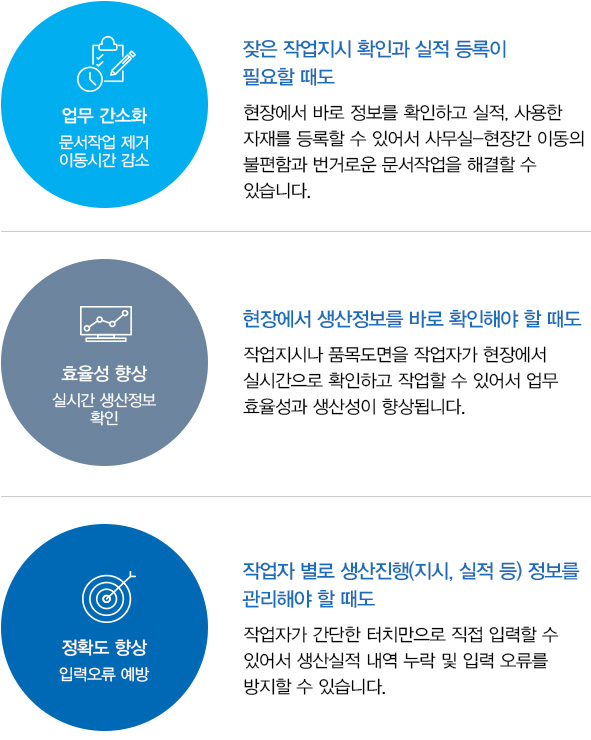 업무 간소화
문서작업 제거
이동시간 감소
잦은 작업지시 확인과 실적 등록이
필요할 때도
현장에서 바로 정보를 확인하고 실적, 사용한
자재를 등록할 수 있어서 사무실–현장간 이동의
불편함과 번거로운 문서작업을 해결할 수
있습니다.
효율성 향상
실시간 생산정보
확인
현장에서 생산정보를 바로 확인해야 할 때도
작업지시나 품목도면을 작업자가 현장에서
실시간으로 확인하고 작업할 수 있어서 업무
효율성과 생산성이 향상됩니다.
정확도 향상
입력오류 예방
작업자 별로 생산진행(지시, 실적 등) 정보를
관리해야 할 때도
작업자가 간단한 터치만으로 직접 입력할 수
있어서 생산실적 내역 누락 및 입력 오류를
방지할 수 있습니다.